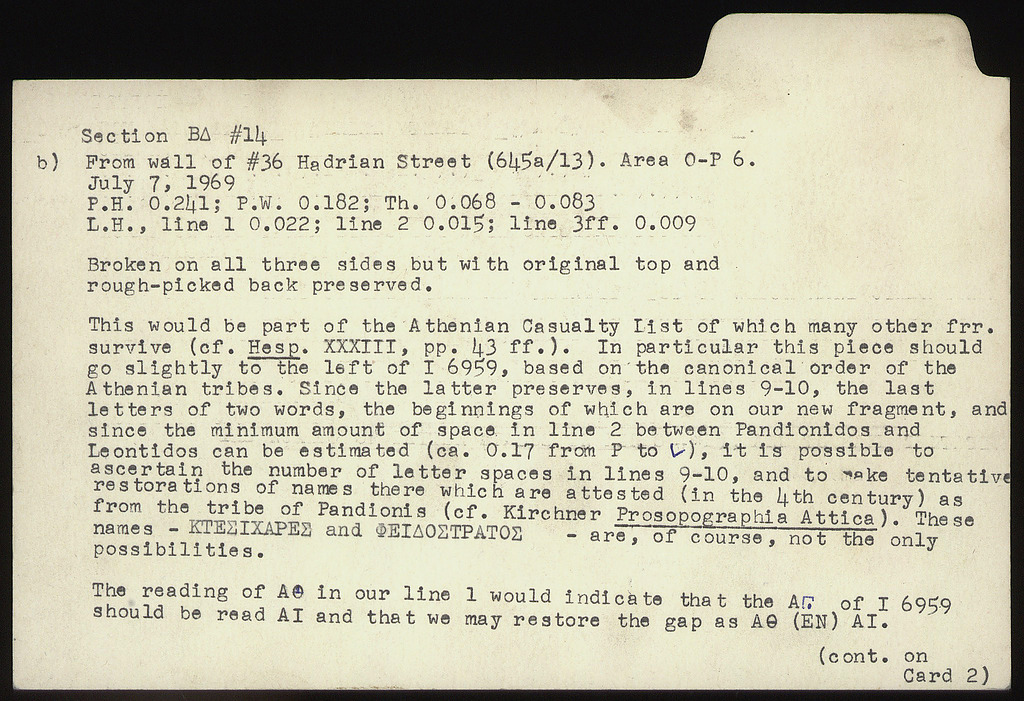 Section BΔ #14
b) From wall of #36 Hadrian Street (645a/13). Area O-P 6.
July 7, 1969
P.H. 0.241; P.W. 0.182; Th. 0.068 - 0.083
L.H., line 1 0.022; line 2 0.015; line 3ff. 0.009
Broken on all three sides but with original top and
rough-picked back preserved.
This would be part of the Athenian Casualty List of which many other frr.
survive (cf. Hesp. XXXIII, pp. 43 ff.). In particular this piece should
go slightly to the left of I 6959, based on the canonical order of the
Athenian tribes. Since the latter preserves, in lines 9-10, the last
letters of two words, the beginnings of which are on our new fragment, and
since the minimum amount of space in line 2 between Pandionidos and
Leontidos can be estimated (ca. 0.17 from P to L), it is possible to
ascertain the number of letter spaces in lines 9-10, and to make tentative
restorations of names there which are attested (in the 4th century) as
from the tribe of Pandionis (cf. Kirchner Prosopographia Attica). These
names - ΚΤΕΣΙΧΑΡΕΣ and ΦΕΙΔΟΣΤΡΑΤΟΣ - are, of course, not the only
possibilities.
The reading of ΑΘ in our line 1 would indicate that the ΑΓ of I 6959
should be read AI and that we may restore the gap as ΑΘ (EN) AI.
(cont. on
Card 2)